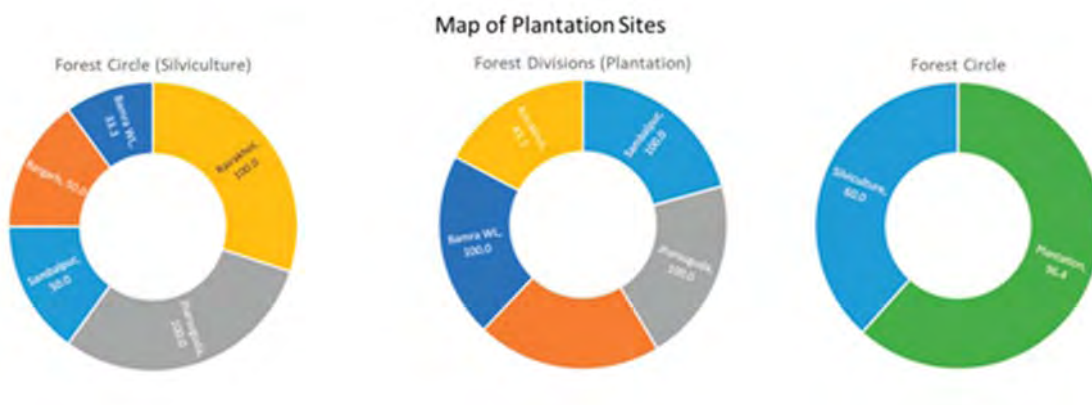 Map of Plantation Sites
Forest Circle (Silviculture)
Bamra WL,
33.3
Rairakhol,
100.0
Bargarh, 50.0
Sambalpur,
50.0
Jharsuguda,
100.0
Forest Divisions (Plantation)
Sambalpur,
100.0
Bamra WL,
100.0
Jharsuguda,
100.0
Forest Circle
Silviculture,
60.0
Plantation,
96.4